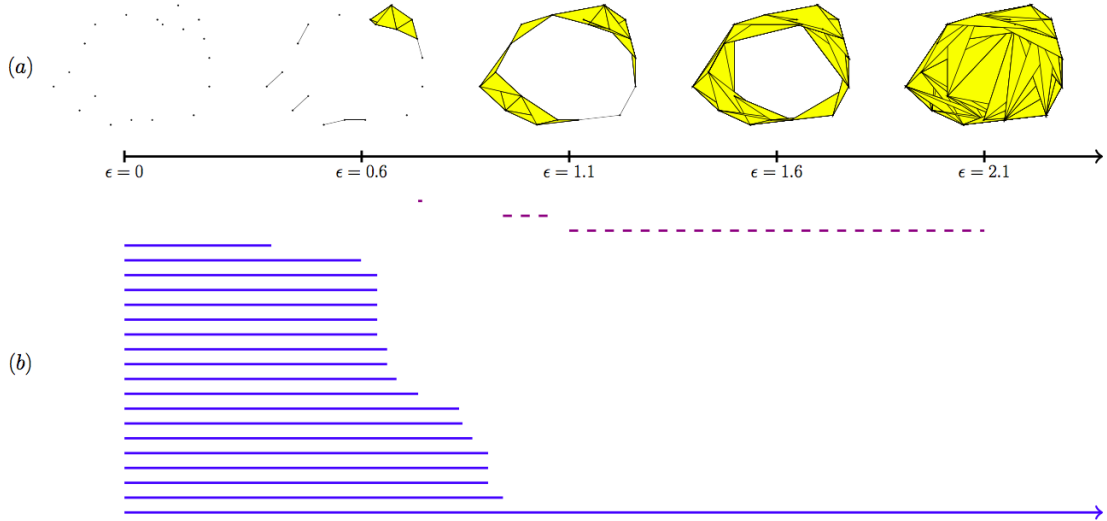 (a)
ϵ = 0 ϵ = 0.6 ϵ = 1.1 ϵ = 1.6 ϵ = 2.1
(b)